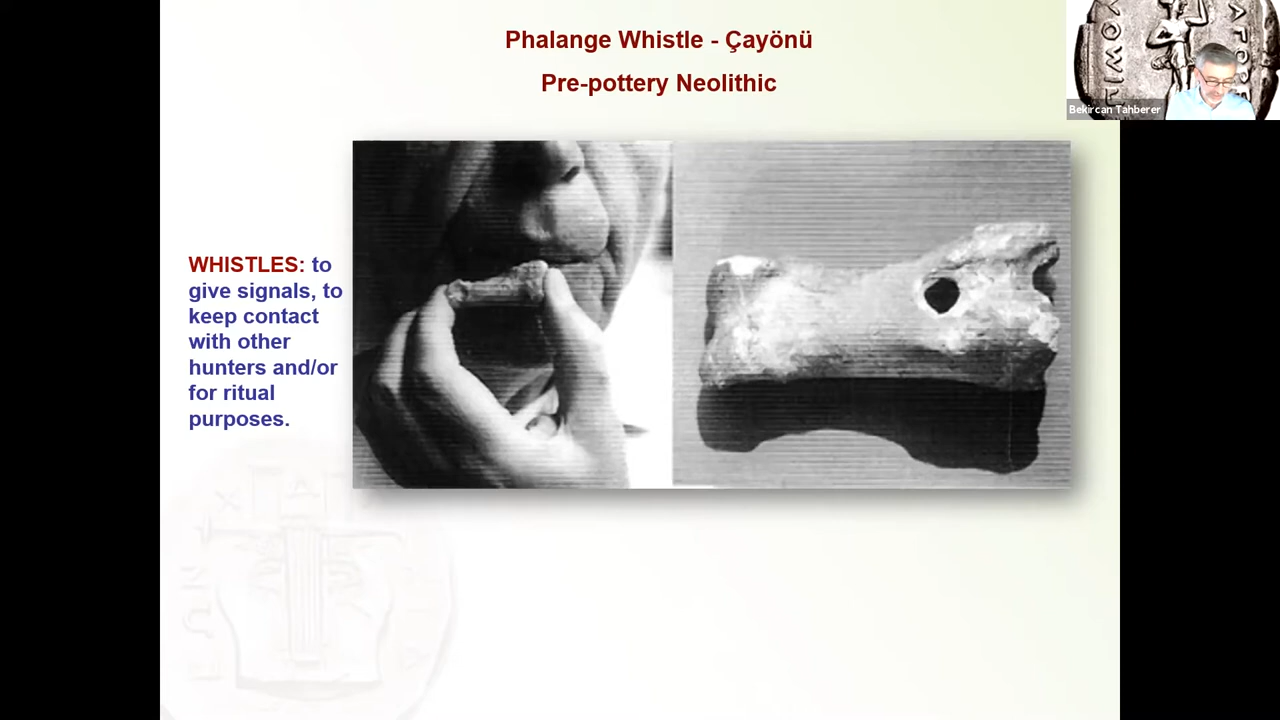 Phalange Whistle - Çayönü
Pre-pottery Neolithic
Bekircan Tahberer
WHISTLES: to
give signals, to
keep contact
with other
hunters and/or
for ritual
purposes.